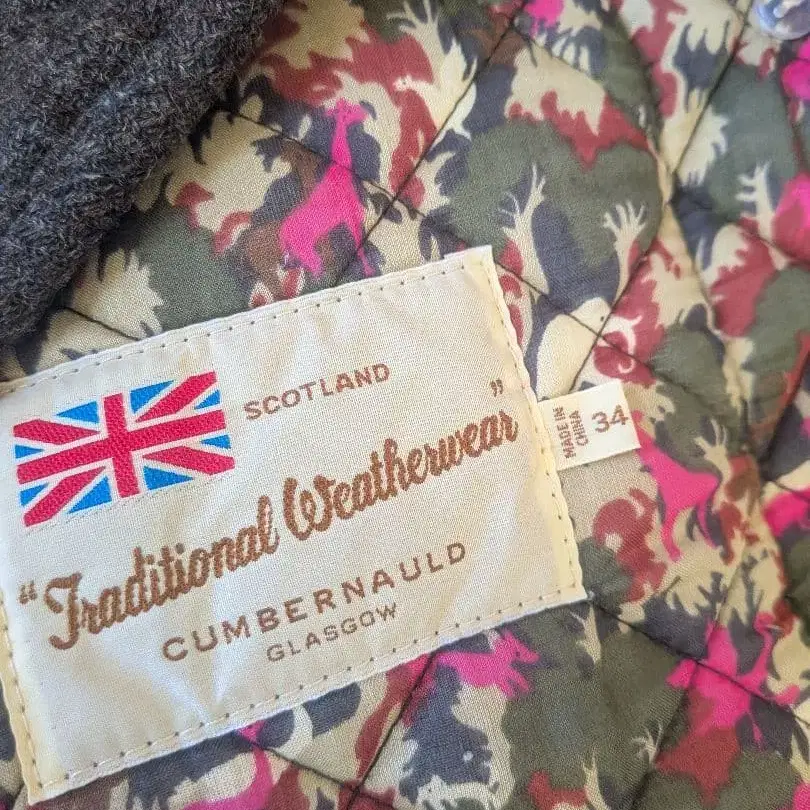 SCOTLAND
"Traditional Weatherwear"
CUMBERNAULD
GLASGOW
MADE IN
CHINA
34